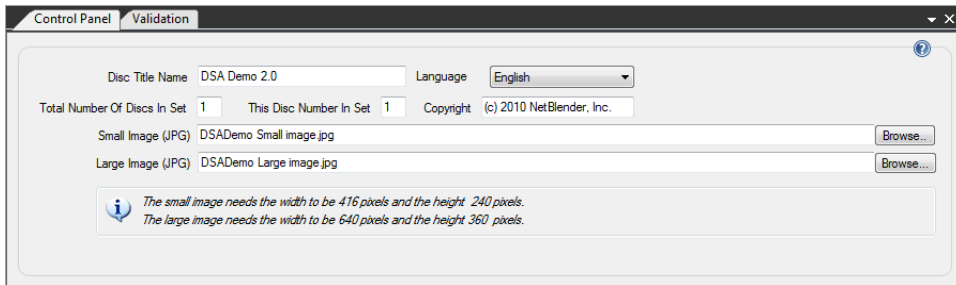 Control Panel Validation
Disc Title Name DSA Demo 2.0 Language English
Total Number Of Discs In Set 1 This Disc Number In Set 1 Copyright (c) 2010 NetBlender, Inc.
Small Image (JPG) DSADemo Small image.jpg Browse..
Large Image (JPG) DSADemo Large image.jpg Browse...
The small image needs the width to be 416 pixels and the height 240 pixels.
The large image needs the width to be 640 pixels and the height 360 pixels.